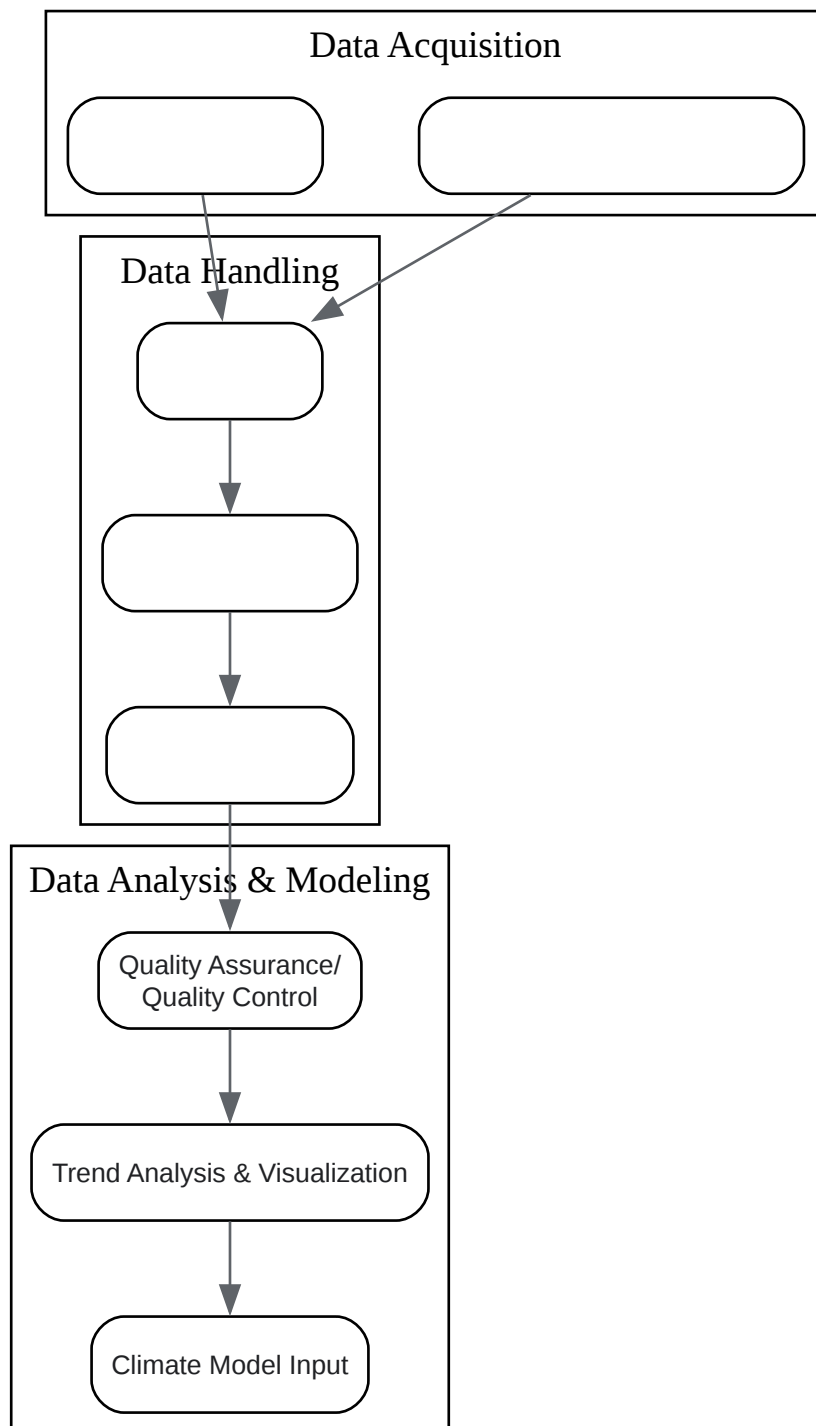 Data Acquisition
Data Handling
Data Analysis & Modeling
Quality Assurance/
Quality Control
Trend Analysis & Visualization
Climate Model Input